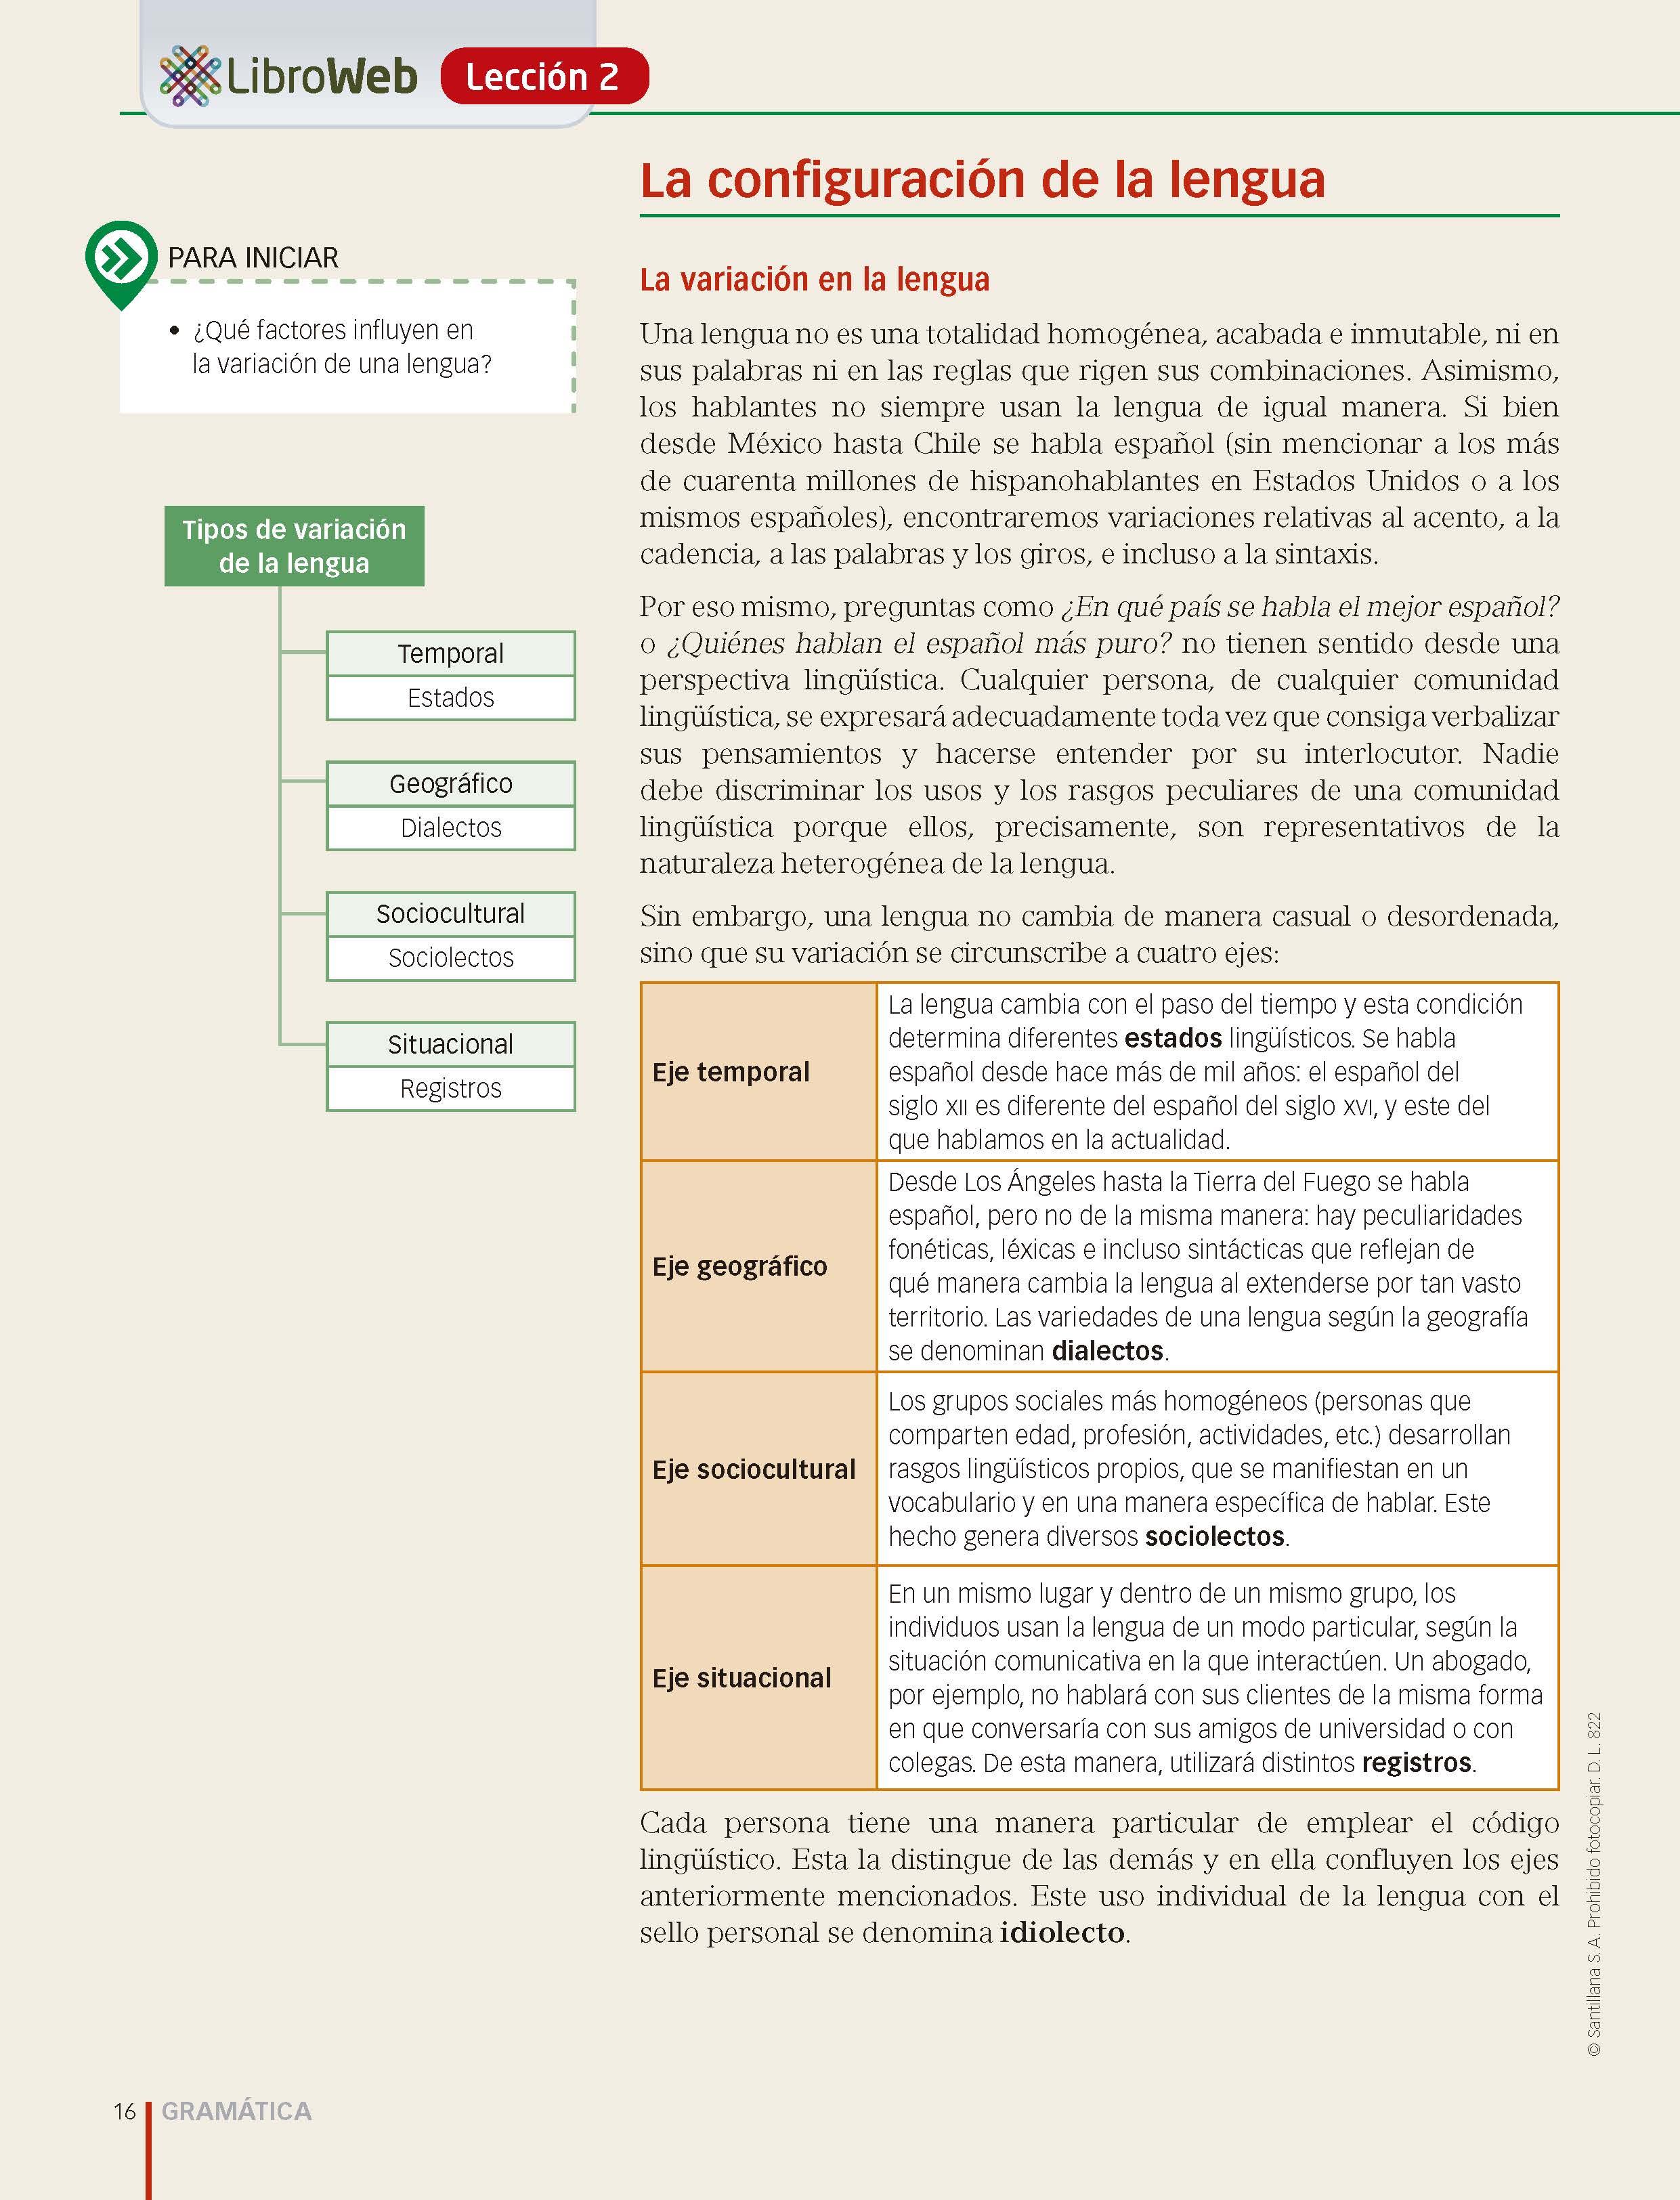 LibroWeb
Lección 2
La configuración de la lengua
PARA INICIAR
• ¿Qué factores influyen en
la variación de una lengua?
Tipos de variación
de la lengua
Temporal
Estados
Geográfico
Dialectos
Sociocultural
Sociolectos
Situacional
Registros
La variación en la lengua
Una lengua no es una totalidad homogénea, acabada e inmutable, ni en
sus palabras ni en las reglas que rigen sus combinaciones. Asimismo,
los hablantes no siempre usan la lengua de igual manera. Si bien
desde México hasta Chile se habla español (sin mencionar a los más
de cuarenta millones de hispanohablantes en Estados Unidos o a los
mismos españoles), encontraremos variaciones relativas al acento, a la
cadencia, a las palabras y los giros, e incluso a la sintaxis.
Por eso mismo, preguntas como ¿En qué país se habla el mejor español?
o ¿Quiénes hablan el español más puro? no tienen sentido desde una
perspectiva lingüística. Cualquier persona, de cualquier comunidad
lingüística, se expresará adecuadamente toda vez que consiga verbalizar
sus pensamientos y hacerse entender por su interlocutor. Nadie
debe discriminar los usos y los rasgos peculiares de una comunidad
lingüística porque ellos, precisamente, son representativos de la
naturaleza heterogénea de la lengua.
Sin embargo, una lengua no cambia de manera casual o desordenada,
sino que su variación se circunscribe a cuatro ejes:
Eje temporal
La lengua cambia con el paso del tiempo y esta condición
determina diferentes estados lingüísticos. Se habla
español desde hace más de mil años: el español del
siglo XII es diferente del español del siglo XVI, y este del
que hablamos en la actualidad.
Eje geográfico
Desde Los Ángeles hasta la Tierra del Fuego se habla
español, pero no de la misma manera: hay peculiaridades
fonéticas, léxicas e incluso sintácticas que reflejan de
qué manera cambia la lengua al extenderse por tan vasto
territorio. Las variedades de una lengua según la geografía
se denominan dialectos.
Eje sociocultural
Los grupos sociales más homogéneos (personas que
comparten edad, profesión, actividades, etc.) desarrollan
rasgos lingüísticos propios, que se manifiestan en un
vocabulario y en una manera específica de hablar. Este
hecho genera diversos sociolectos.
Eje situacional
En un mismo lugar y dentro de un mismo grupo, los
individuos usan la lengua de un modo particular, según la
situación comunicativa en la que interactúen. Un abogado,
por ejemplo, no hablará con sus clientes de la misma forma
en que conversaría con sus amigos de universidad o con
colegas. De esta manera, utilizará distintos registros.
Cada persona tiene una manera particular de emplear el código
lingüístico. Esta la distingue de las demás y en ella confluyen los ejes
anteriormente mencionados. Este uso individual de la lengua con el
sello personal se denomina idiolecto.
© Santillana S. A. Prohibido fotocopiar. D. L. 822
16
GRAMÁTICA